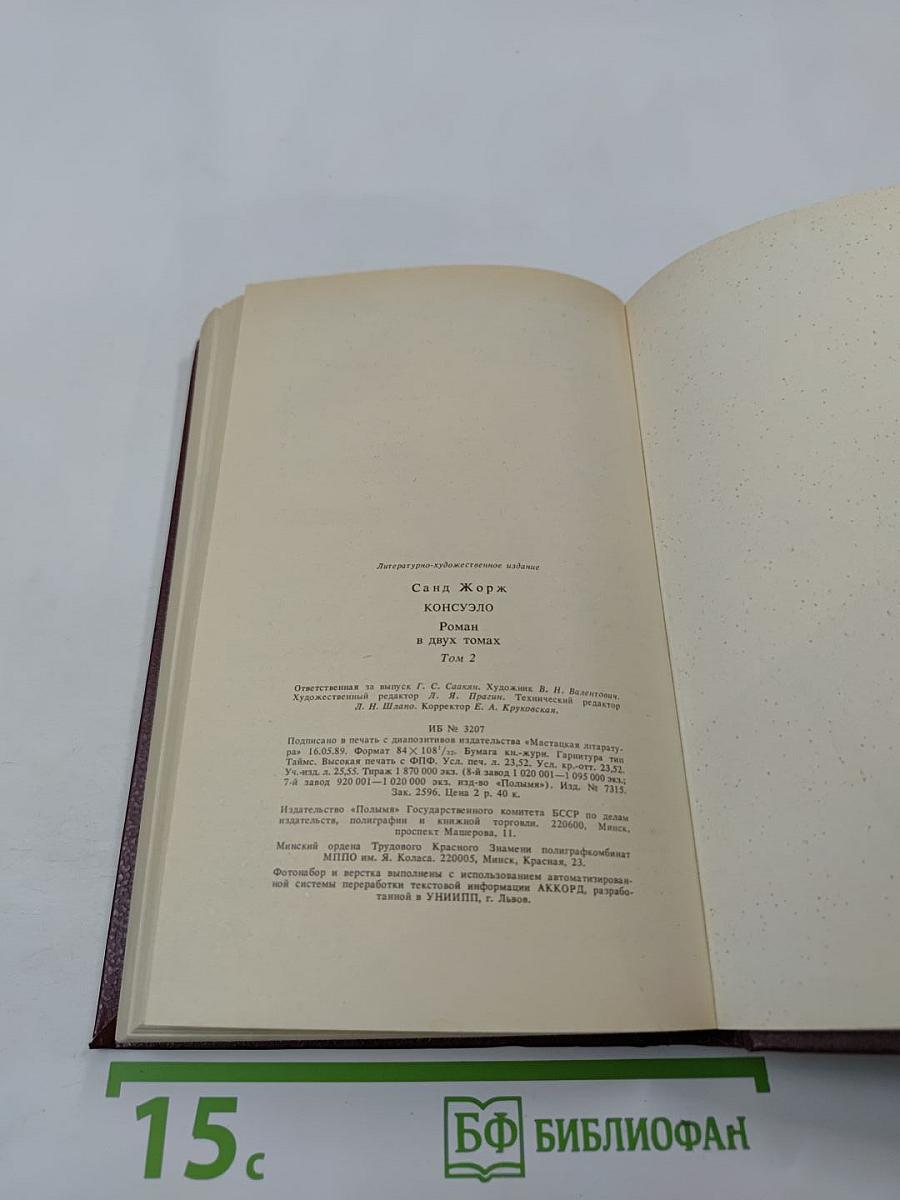 Литературно-художественное издание
Санд Жорж
КОНСУЭЛО
Роман
в двух томах
Том 2
Ответственная за выпуск Г. С. Саакян. Художник В. Н. Валентович.
Художественный редактор Л. Я. Прагин. Технический редактор
Л. Н. Шлапо. Корректор Е. А. Круковская.
ИБ № 3207
Подписано в печать с диапозитивов издательства «Мастацкая літарату-
ра» 16.05.89. Формат 84×108¹/₃₂. Бумага кн.-журн. Гарнитура тип
Таймс. Высокая печать с ФПФ. Усл. печ. л. 23,52. Усл. кр.-отт. 23,52.
Уч.-изд. л. 25,55. Тираж 1 870 000 экз. (8-й завод 1 020 001—1 095 000 экз.;
7-й завод 920 001—1 020 000 экз. изд-во «Полымя»). Изд. № 7315.
Зак. 2596. Цена 2 р. 40 к.
Издательство «Полымя» Государственного комитета БССР по делам
издательств, полиграфии и книжной торговли. 220600, Минск,
проспект Машерова, 11.
Минский ордена Трудового Красного Знамени полиграфкомбинат
МППО им. Я. Коласа. 220005, Минск, Красная, 23.
Фотонабор и верстка выполнены с использованием автоматизирован-
ной системы переработки текстовой информации АККОРД, разрабо-
танной в УНИИПП, г. Львов.
15 с
БФ БИБЛИОФАН